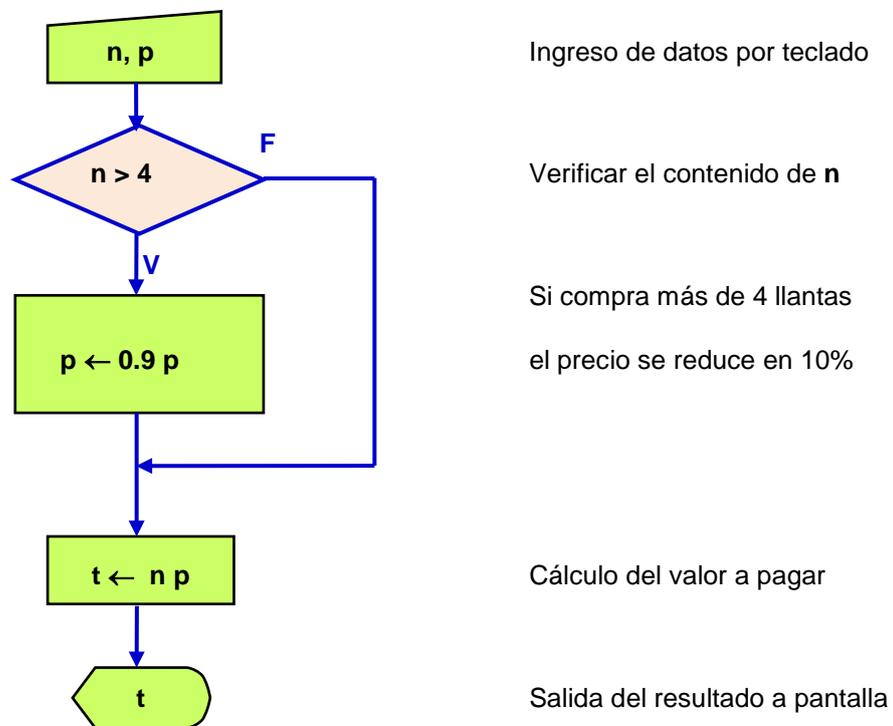 n, p
Ingreso de datos por teclado
F
n > 4
Verificar el contenido de n
V
Si compra más de 4 llantas
p ← 0.9 p
el precio se reduce en 10%
t ← n p
Cálculo del valor a pagar
t
Salida del resultado a pantalla